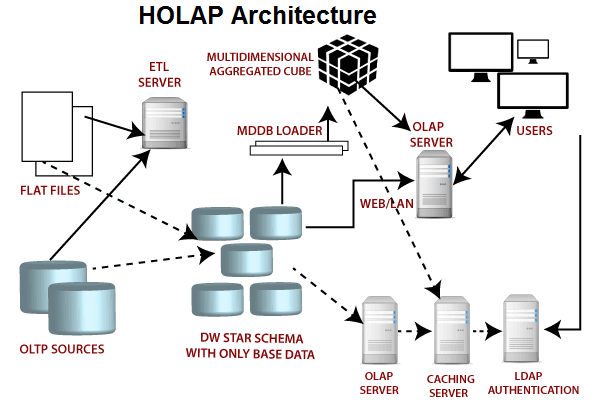 HOLAP Architecture
ETL
SERVER
MULTIDIMENSIONAL
AGGREGATED CUBE
MDDB LOADER
OLAP
SERVER
USERS
FLAT FILES
WEB/LAN
OLTP SOURCES
DW STAR SCHEMA
WITH ONLY BASE DATA
OLAP
SERVER
CACHING
SERVER
LDAP
AUTHENTICATION